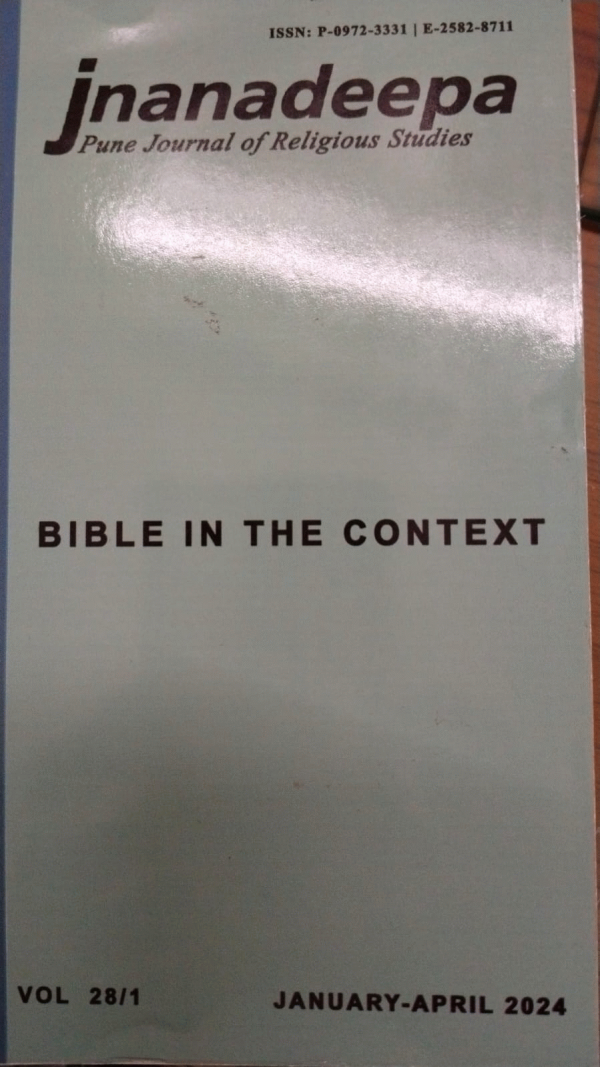 ISSN: P-0972-3331 | E-2582-8711
jnanadeepa
Pune Journal of Religious Studies
BIBLE IN THE CONTEXT
VOL 28/1 JANUARY-APRIL 2024